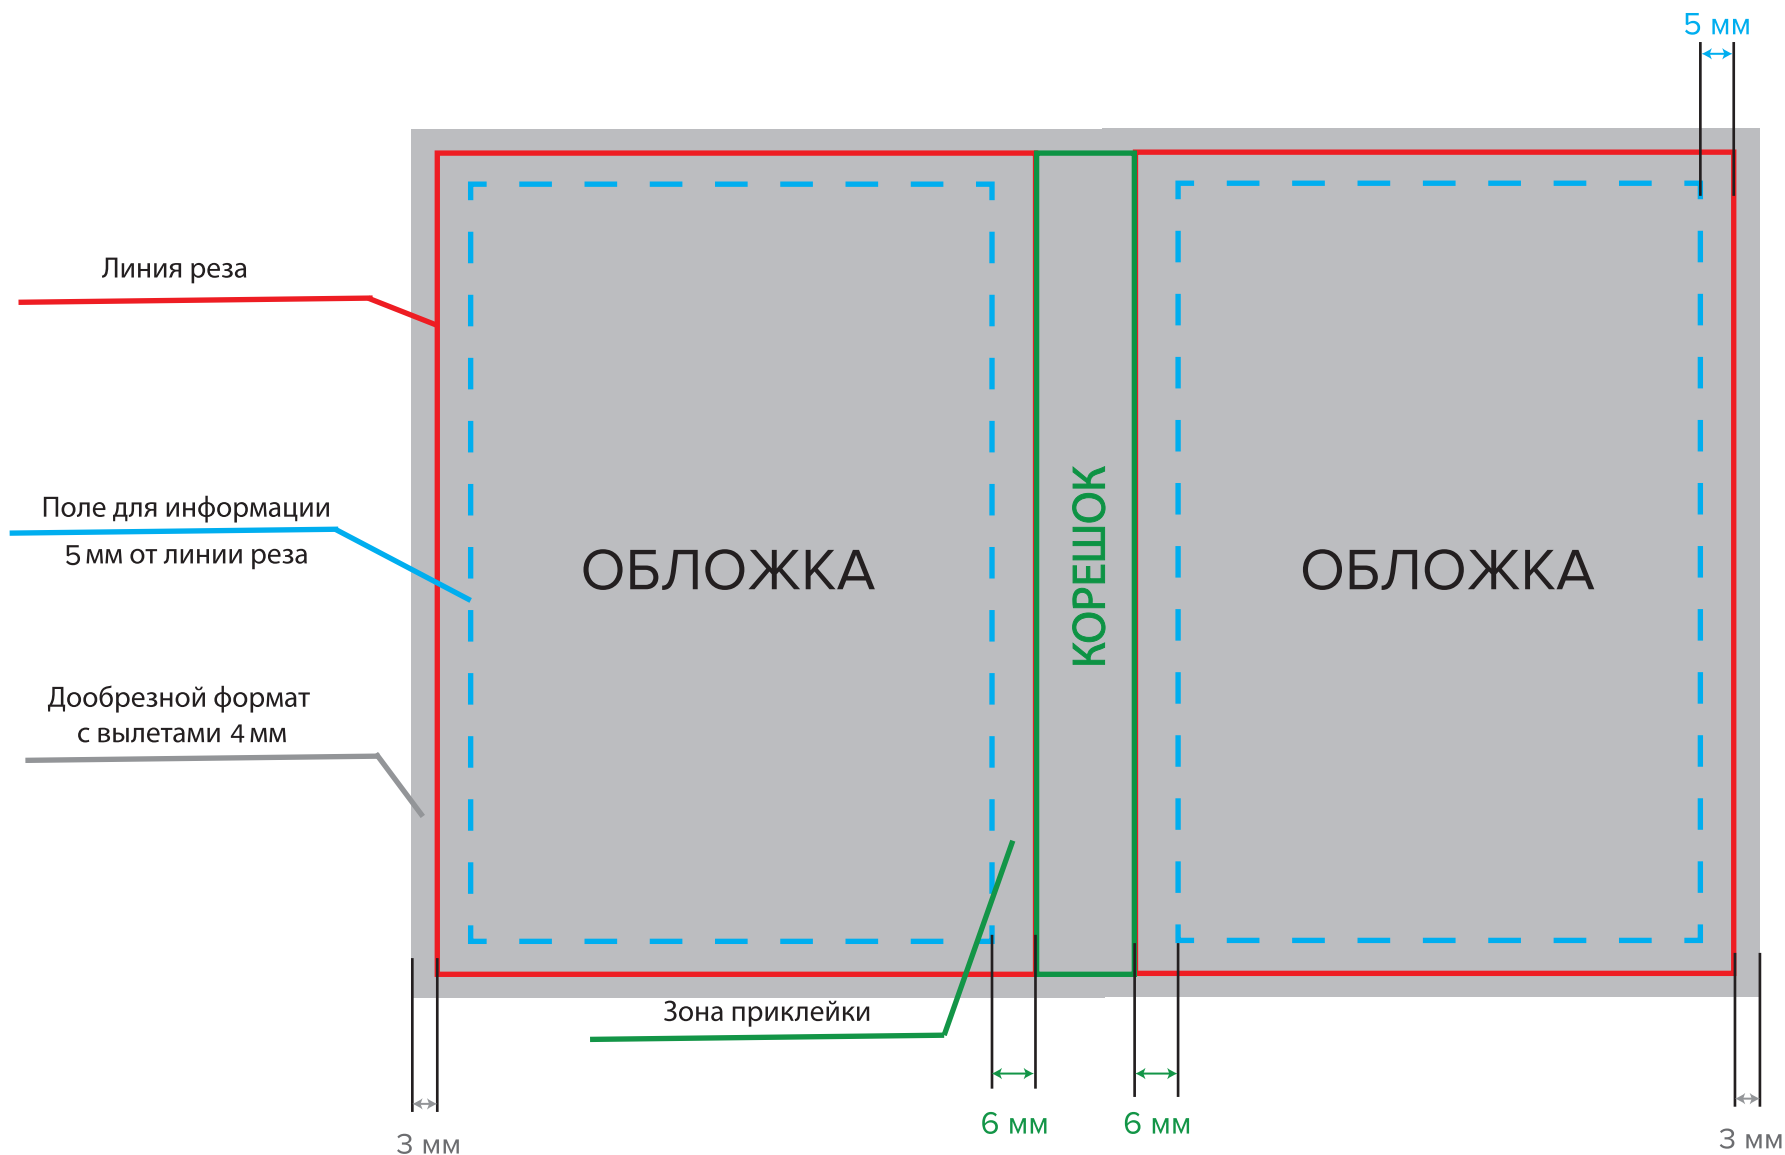 5 мм
Линия реза
Поле для информации
5 мм от линии реза
ОБЛОЖКА
КОРЕШОК
ОБЛОЖКА
Дообрезной формат
с вылетами 4 мм
Зона приклейки
6 мм
6 мм
3 мм
3 мм